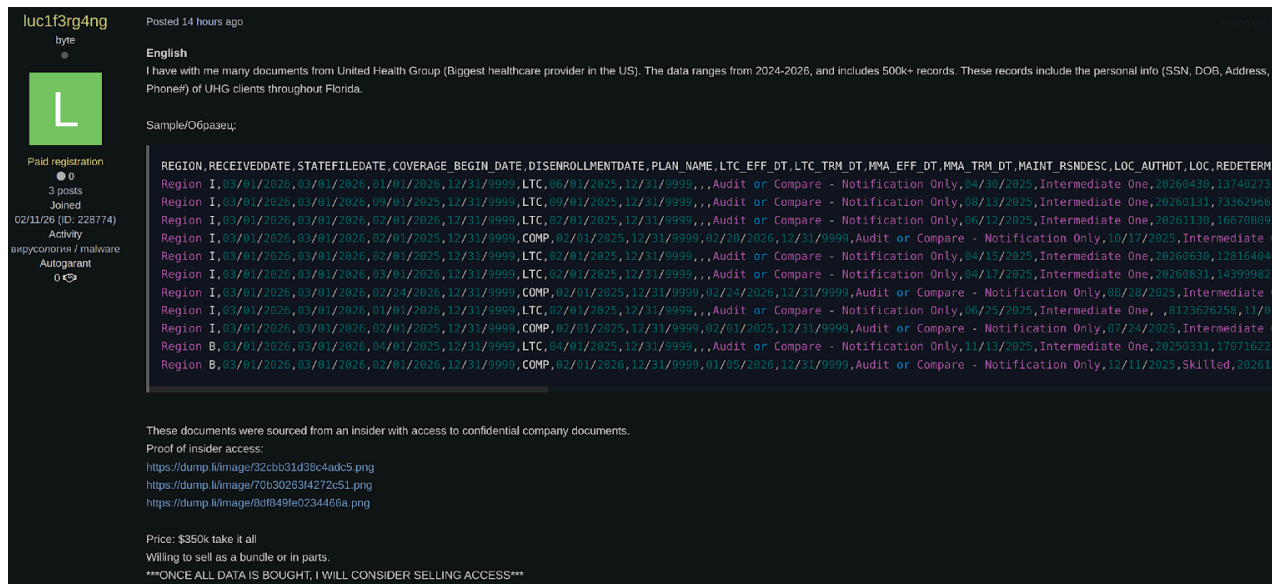 luc1f3rg4ng
byte
L
Paid registration
0
3 posts
Joined
02/11/26 (ID: 228774)
Activity
вирусология / malware
Autogarant
0
Posted 14 hours ago
English
I have with me many documents from United Health Group (Biggest healthcare provider in the US). The data ranges from 2024-2026, and includes 500k+ records. These records include the personal info (SSN, DOB, Address,
Phone#) of UHG clients throughout Florida.
Sample/Образец:
REGION,RECEIVEDDATE,STATEFILEDATE,COVERAGE_BEGIN_DATE,DISENROLLMENTDATE,PLAN_NAME,LTC_EFF_DT,LTC_TRM_DT,MMA_EFF_DT,MMA_TRM_DT,MAINT_RSNDESC,LOC_AUTHDT,LOC,REDETERM
Region I,03/01/2026,03/01/2026,01/01/2026,12/31/9999,LTC,06/01/2025,12/31/9999,,,Audit or Compare - Notification Only,04/30/2025,Intermediate One,20260430,13740273
Region I,03/01/2026,03/01/2026,09/01/2026,12/31/9999,LTC,09/01/2025,12/31/9999,,,Audit or Compare - Notification Only,08/13/2025,Intermediate One,20260131,73362966
Region I,03/01/2026,03/01/2026,02/01/2026,12/31/9999,LTC,02/01/2025,12/31/9999,,,Audit or Compare - Notification Only,06/12/2025,Intermediate One,20261130,16670809
Region I,03/01/2026,03/01/2026,02/01/2025,12/31/9999,COMP,02/01/2025,12/31/9999,02/28/2026,12/31/9999,Audit or Compare - Notification Only,10/17/2025,Intermediate
Region I,03/01/2026,03/01/2026,02/01/2026,12/31/9999,LTC,02/01/2025,12/31/9999,,,Audit or Compare - Notification Only,04/15/2025,Intermediate One,20260630,12816404
Region I,03/01/2026,03/01/2026,03/01/2026,12/31/9999,LTC,02/01/2025,12/31/9999,,,Audit or Compare - Notification Only,04/17/2025,Intermediate One,20260831,14399982
Region I,03/01/2026,03/01/2026,02/24/2026,12/31/9999,COMP,02/01/2025,12/31/9999,02/24/2026,12/31/9999,Audit or Compare - Notification Only,08/28/2025,Intermediate
Region I,03/01/2026,03/01/2026,01/01/2026,12/31/9999,LTC,02/01/2025,12/31/9999,,,Audit or Compare - Notification Only,06/25/2025,Intermediate One, ,8123626258,11/0
Region I,03/01/2026,03/01/2026,02/01/2026,12/31/9999,COMP,02/01/2025,12/31/9999,02/01/2025,12/31/9999,Audit or Compare - Notification Only,07/24/2025,Intermediate
Region B,03/01/2026,03/01/2026,04/01/2026,12/31/9999,LTC,04/01/2025,12/31/9999,,,Audit or Compare - Notification Only,11/13/2025,Intermediate One,20250331,17071622
Region B,03/01/2026,03/01/2026,02/01/2026,12/31/9999,COMP,02/01/2026,12/31/9999,01/05/2026,12/31/9999,Audit or Compare - Notification Only,12/11/2025,Skilled,20261
These documents were sourced from an insider with access to confidential company documents.
Proof of insider access:
https://dump.li/image/32cbb31d38c4adc5.png
https://dump.li/image/70b30263f4272c51.png
https://dump.li/image/8df849fe0234466a.png
Price: $350k take it all
Willing to sell as a bundle or in parts.
***ONCE ALL DATA IS BOUGHT, I WILL CONSIDER SELLING ACCESS***